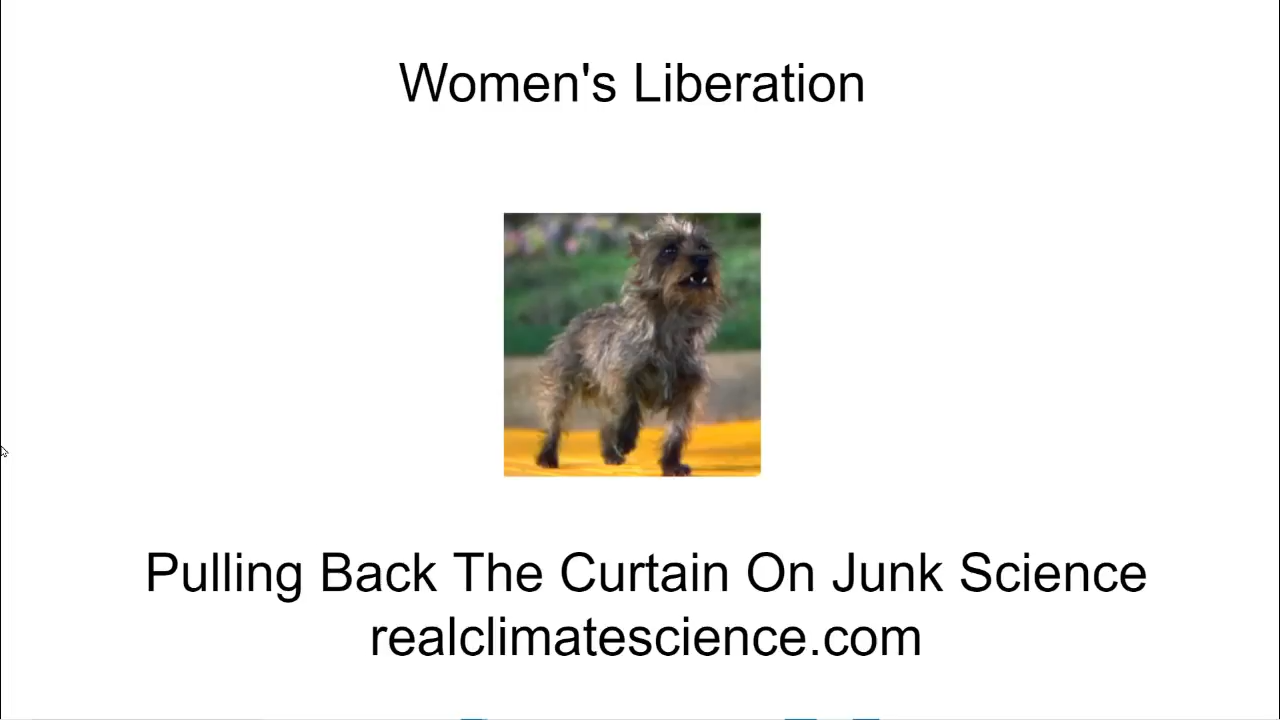 Women's Liberation
Pulling Back The Curtain On Junk Science
realclimatescience.com